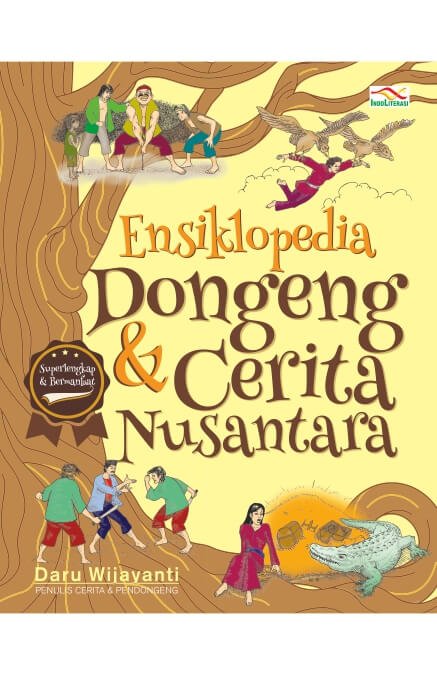 INDOLITERASI
Ensiklopedia
Dongeng
& Cerita
Nusantara
Superlengkap
& Bermanfaat
Daru Wijayanti
PENULIS CERITA & PENDONGENG